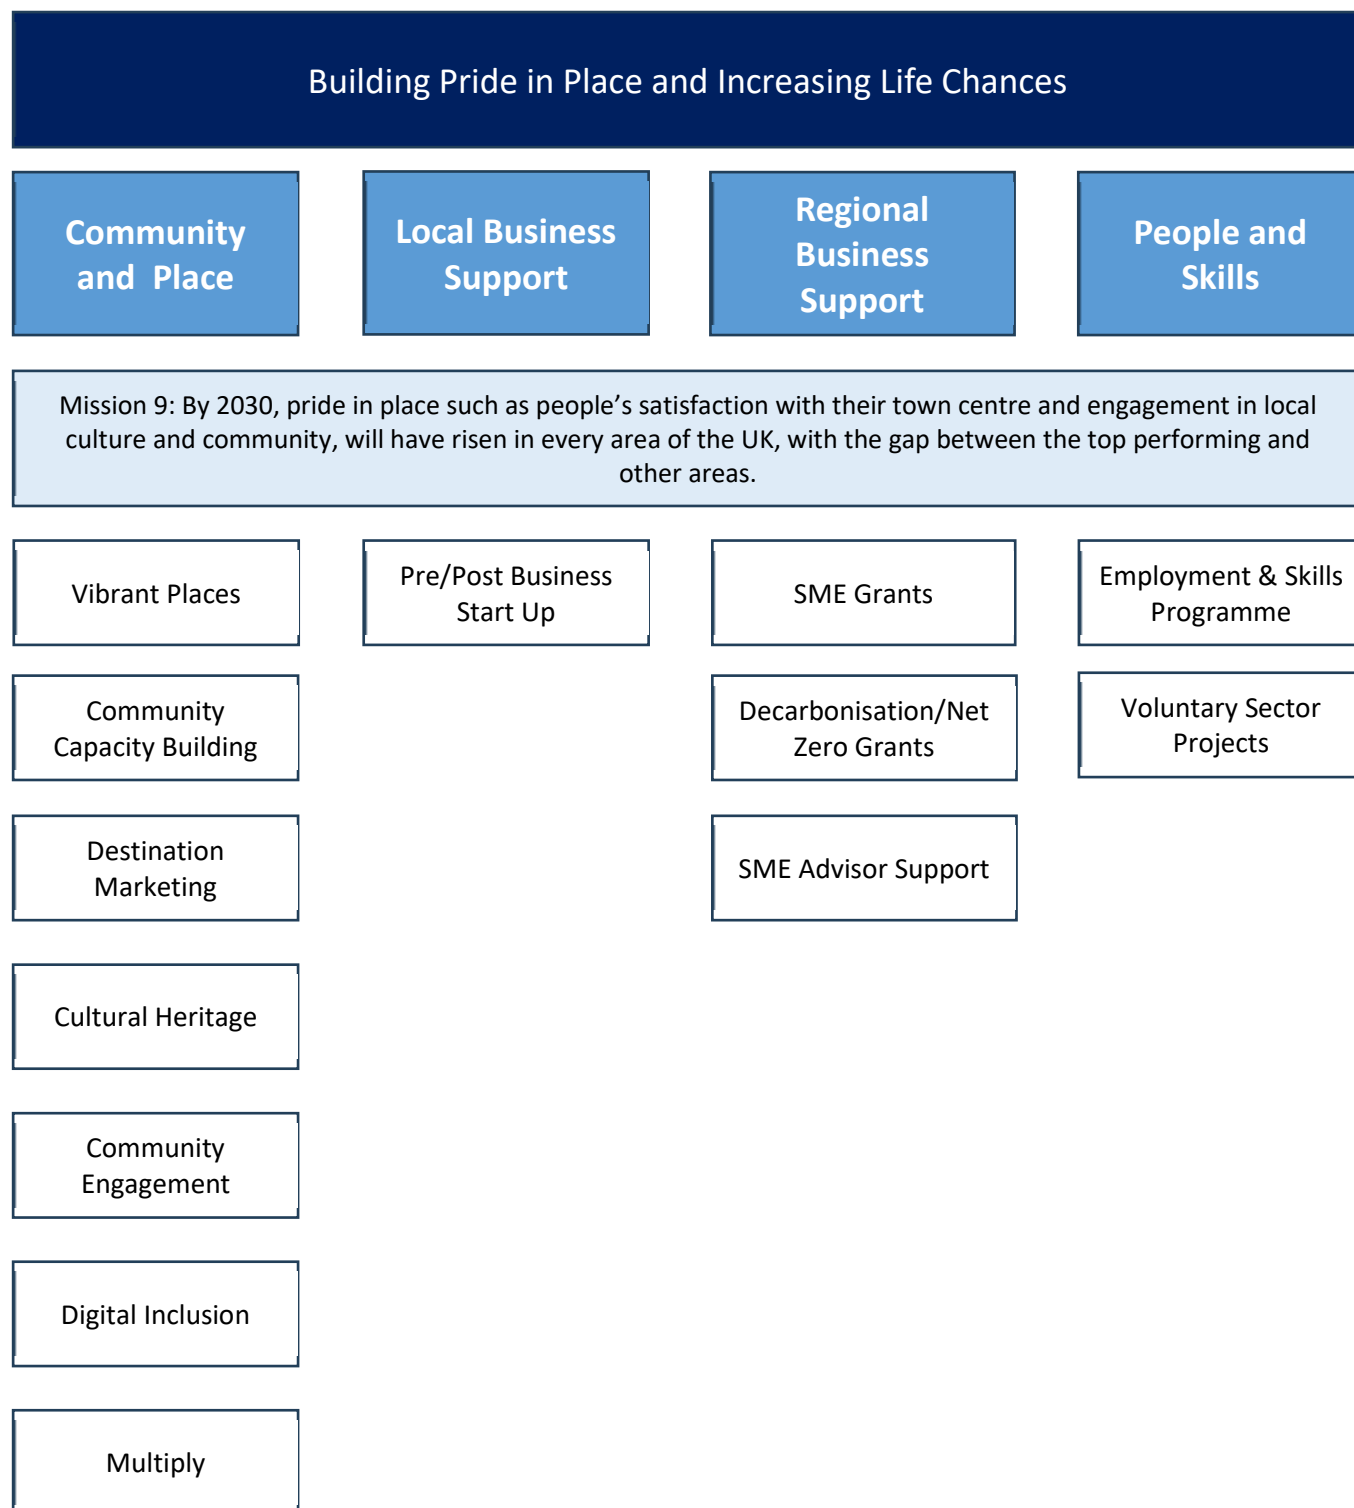 Building Pride in Place and Increasing Life Chances
Community
and Place
Local Business
Support
Regional
Business
Support
People and
Skills
Mission 9: By 2030, pride in place such as people’s satisfaction with their town centre and engagement in local
culture and community, will have risen in every area of the UK, with the gap between the top performing and
other areas.
Vibrant Places
Pre/Post Business
Start Up
SME Grants
Employment & Skills
Programme
Community
Capacity Building
Decarbonisation/Net
Zero Grants
Voluntary Sector
Projects
Destination
Marketing
SME Advisor Support
Cultural Heritage
Community
Engagement
Digital Inclusion
Multiply